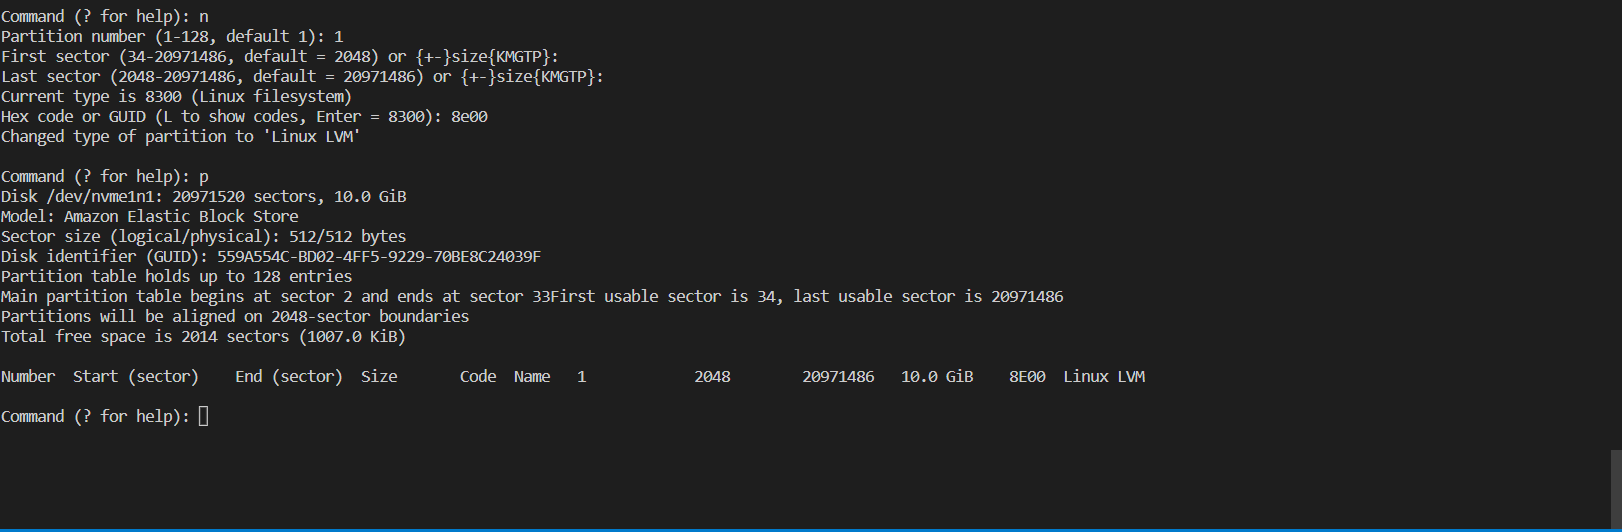 Command (? for help): n
Partition number (1-128, default 1): 1
First sector (34-20971486, default = 2048) or {+-}size{KMGTP}:
Last sector (2048-20971486, default = 20971486) or {+-}size{KMGTP}:
Current type is 8300 (Linux filesystem)
Hex code or GUID (L to show codes, Enter = 8300): 8e00
Changed type of partition to 'Linux LVM'
Command (? for help): p
Disk /dev/nvme1n1: 20971520 sectors, 10.0 GiB
Model: Amazon Elastic Block Store
Sector size (logical/physical): 512/512 bytes
Disk identifier (GUID): 559A554C-BD02-4FF5-9229-70BE8C24039F
Partition table holds up to 128 entries
Main partition table begins at sector 2 and ends at sector 33First usable sector is 34, last usable sector is 20971486
Partitions will be aligned on 2048-sector boundaries
Total free space is 2014 sectors (1007.0 KiB)
Number  Start (sector)    End (sector)  Size       Code  Name   1            2048        20971486   10.0 GiB    8E00  Linux LVM
Command (? for help):